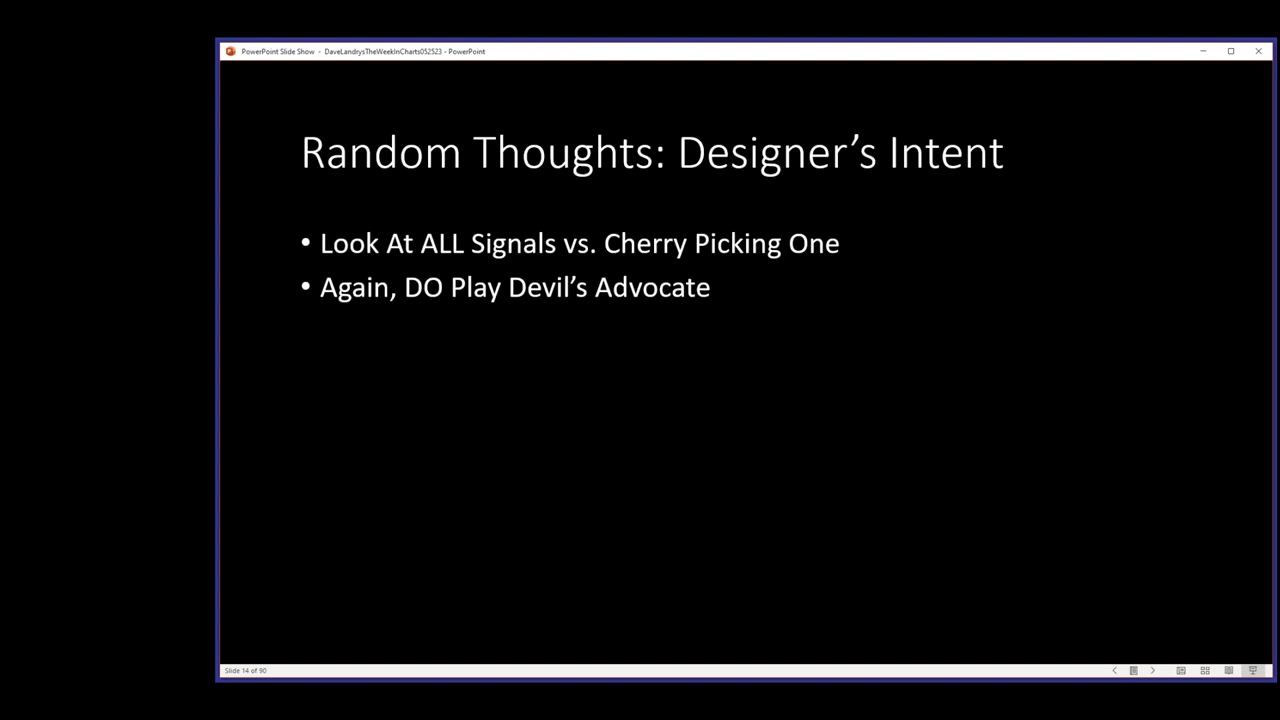 PowerPoint Slide Show - DaveLandrysTheWeekInCharts052523 - PowerPoint
Random Thoughts: Designer’s Intent
• Look At ALL Signals vs. Cherry Picking One
• Again, DO Play Devil’s Advocate
Slide 14 of 90